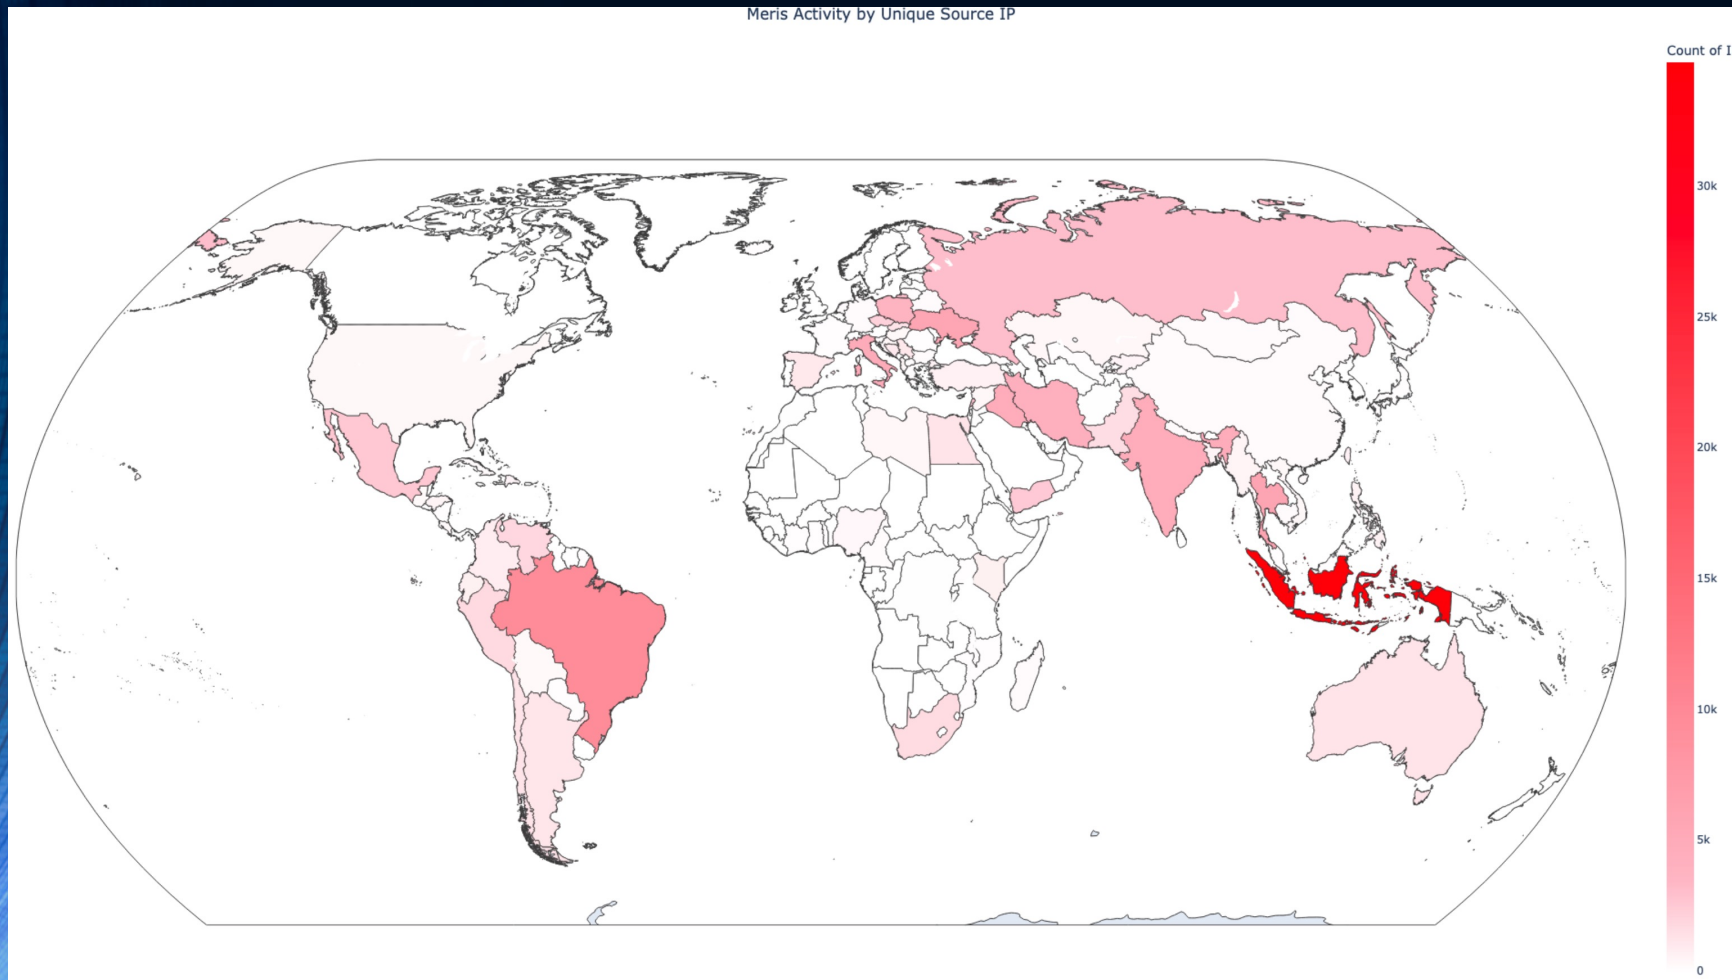 Meris Activity by Unique Source IP
Count of I
30k
25k
20k
15k
10k
5k
0